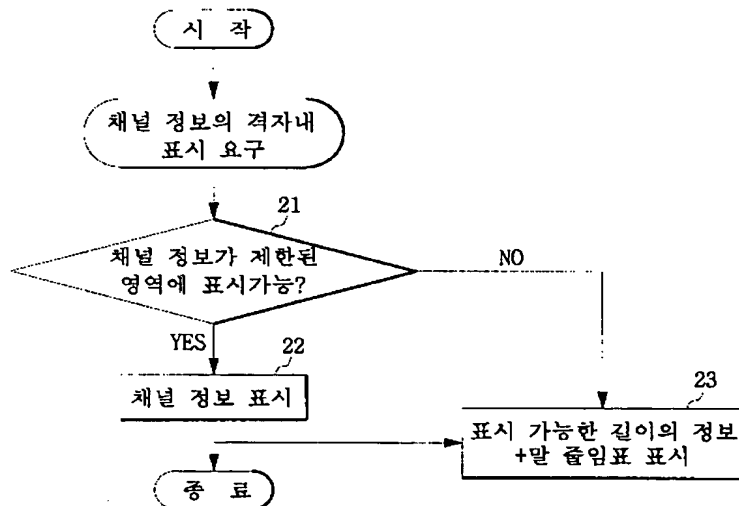 시 작
채널 정보의 격자내
표시 요구
21
채널 정보가 제한된
영역에 표시가능?
NO
YES
22
채널 정보 표시
23
표시 가능한 길이의 정보
+말 줄임표 표시
종 료